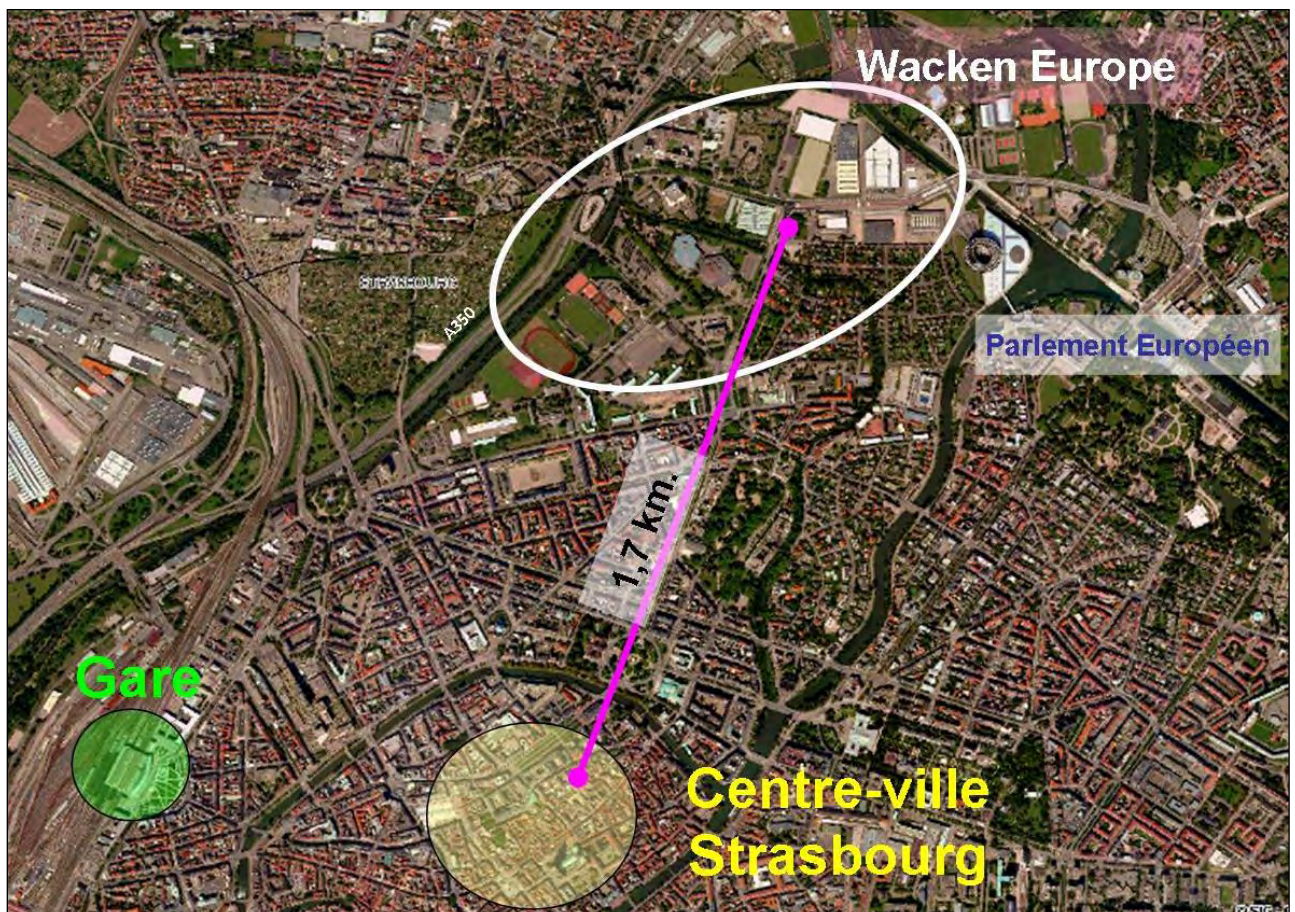 Wacken Europe
STRASBOURG
A350
Parlement Européen
1,7 km.
Gare
Centre-ville
Strasbourg